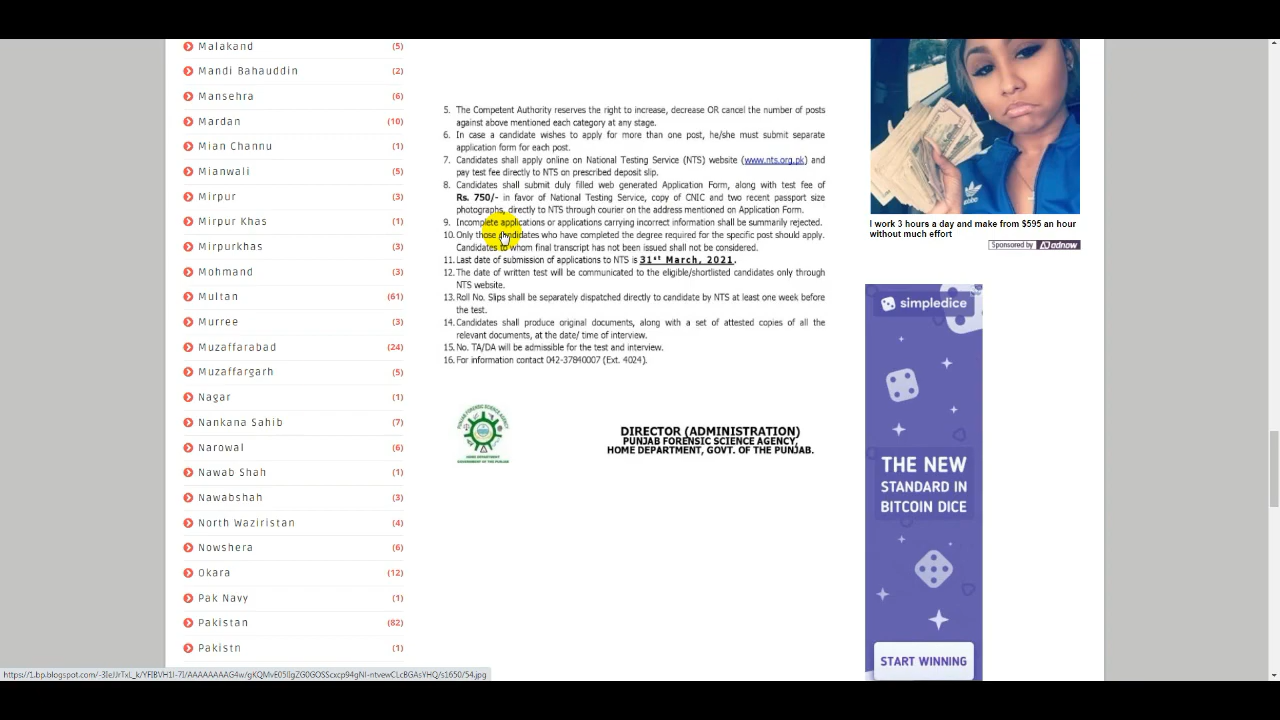 Malakand (5)
Mandi Bahauddin (2)
Mansehra (6)
Mardan (10)
Mian Channu (1)
Mianwali (5)
Mirpur (3)
Mirpur Khas (1)
Mirpurkhas (3)
Mohmand (3)
Multan (61)
Murree (3)
Muzaffarabad (24)
Muzaffargarh (5)
Nagar (1)
Nankana Sahib (7)
Narowal (6)
Nawab Shah (1)
Nawabshah (3)
North Waziristan (4)
Nowshera (6)
Okara (12)
Pak Navy (1)
Pakistan (82)
Pakistn (1)
5. The Competent Authority reserves the right to increase, decrease OR cancel the number of posts
against above mentioned each category at any stage.
6. In case a candidate wishes to apply for more than one post, he/she must submit separate
application form for each post.
7. Candidates shall apply online on National Testing Service (NTS) website (www.nts.org.pk) and
pay test fee directly to NTS on prescribed deposit slip.
8. Candidates shall submit duly filled web generated Application Form, along with test fee of
Rs. 750/- in favor of National Testing Service, copy of CNIC and two recent passport size
photographs, directly to NTS through courier on the address mentioned on Application Form.
9. Incomplete applications or applications carrying incorrect information shall be summarily rejected.
10. Only those candidates who have completed the degree required for the specific post should apply.
Candidates to whom final transcript has not been issued shall not be considered.
11. Last date of submission of applications to NTS is 31st March, 2021.
12. The date of written test will be communicated to the eligible/shortlisted candidates only through
NTS website.
13. Roll No. Slips shall be separately dispatched directly to candidate by NTS at least one week before
the test.
14. Candidates shall produce original documents, along with a set of attested copies of all the
relevant documents, at the date/ time of interview.
15. No. TA/DA will be admissible for the test and interview.
16. For information contact 042-37840007 (Ext. 4024).
DIRECTOR (ADMINISTRATION)
PUNJAB FORENSIC SCIENCE AGENCY,
HOME DEPARTMENT, GOVT. OF THE PUNJAB.
I work 3 hours a day and make from $595 an hour
without much effort
Sponsored by adnow
simpledice
THE NEW
STANDARD IN
BITCOIN DICE
START WINNING